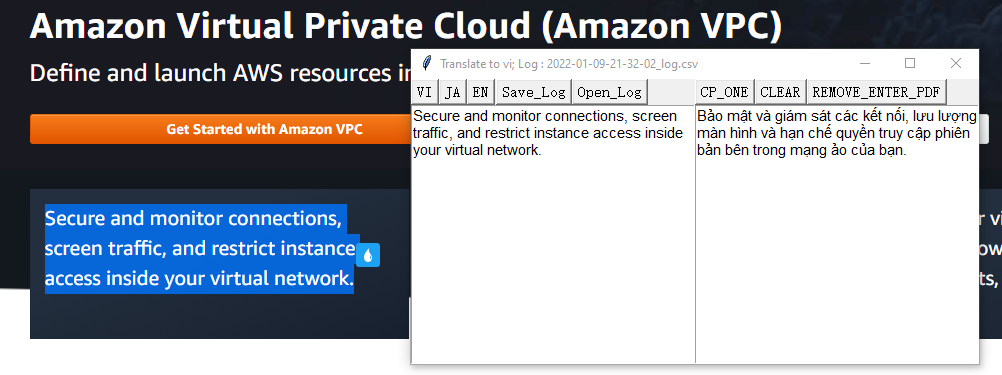 Amazon Virtual Private Cloud (Amazon VPC)
Define and launch AWS resources in
Get Started with Amazon VPC
Secure and monitor connections,
screen traffic, and restrict instance
access inside your virtual network.
Translate to vi; Log : 2022-01-09-21-32-02_log.csv
VI JA EN Save_Log Open_Log CP_ONE CLEAR REMOVE_ENTER_PDF
Secure and monitor connections, screen
traffic, and restrict instance access inside
your virtual network.
Bảo mật và giám sát các kết nối, lưu lượng
màn hình và hạn chế quyền truy cập phiên
bản bên trong mạng ảo của bạn.